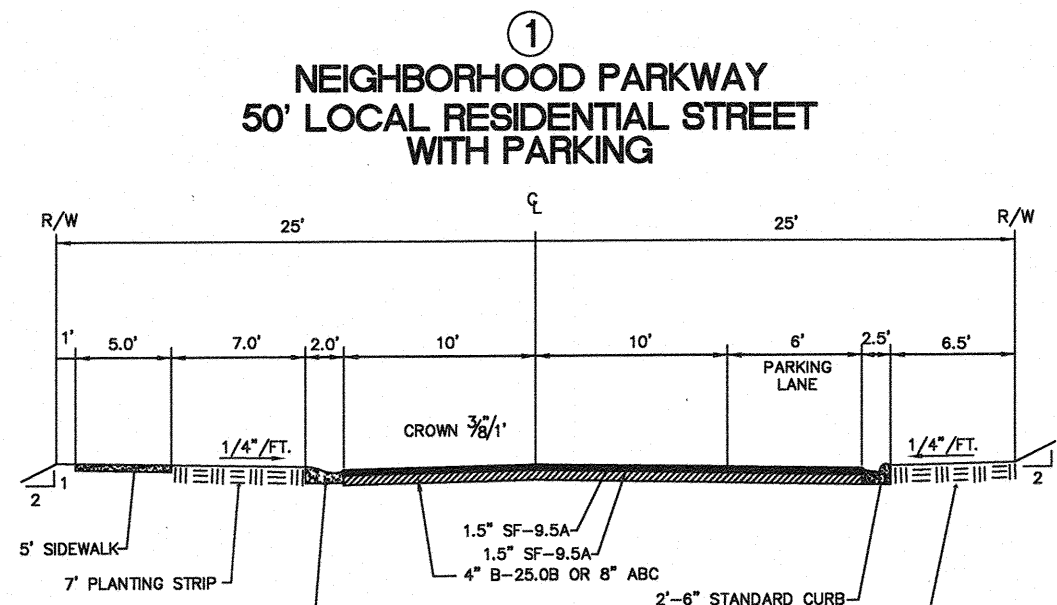 1
NEIGHBORHOOD PARKWAY
50' LOCAL RESIDENTIAL STREET
WITH PARKING
R/W 25' ℄ 25' R/W
1' 5.0' 7.0' 2.0' 10' 10' 6' 2.5' 6.5'
PARKING
LANE
CROWN 3/8"/1'
1/4"/FT. 1/4"/FT.
1 1
2 2
1.5" SF-9.5A
5' SIDEWALK 1.5" SF-9.5A
7' PLANTING STRIP 4" B-25.0B OR 8" ABC
2'-6" STANDARD CURB